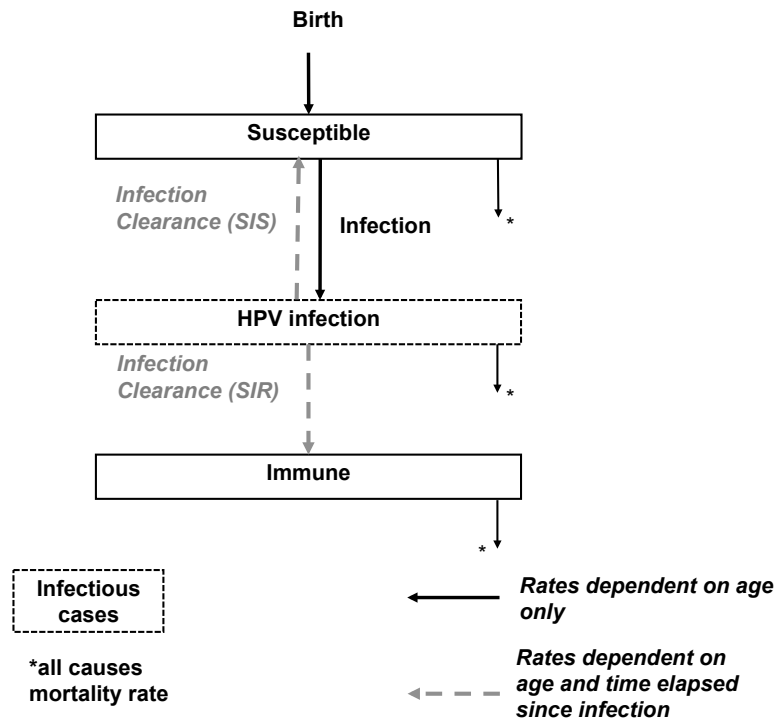 Birth
Susceptible
Infection
Clearance (SIS)
Infection
*
HPV infection
Infection
Clearance (SIR)
*
Immune
*
Infectious
cases
Rates dependent on age
only
*all causes
mortality rate
Rates dependent on
age and time elapsed
since infection